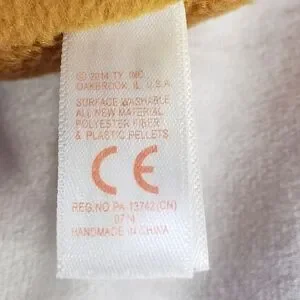 © 2014 TY INC.
OAKBROOK, IL U.S.A.
SURFACE WASHABLE
ALL NEW MATERIAL
POLYESTER FIBER
& PLASTIC PELLETS
CE
REG.NO PA-13742(CN)
HANDMADE IN CHINA